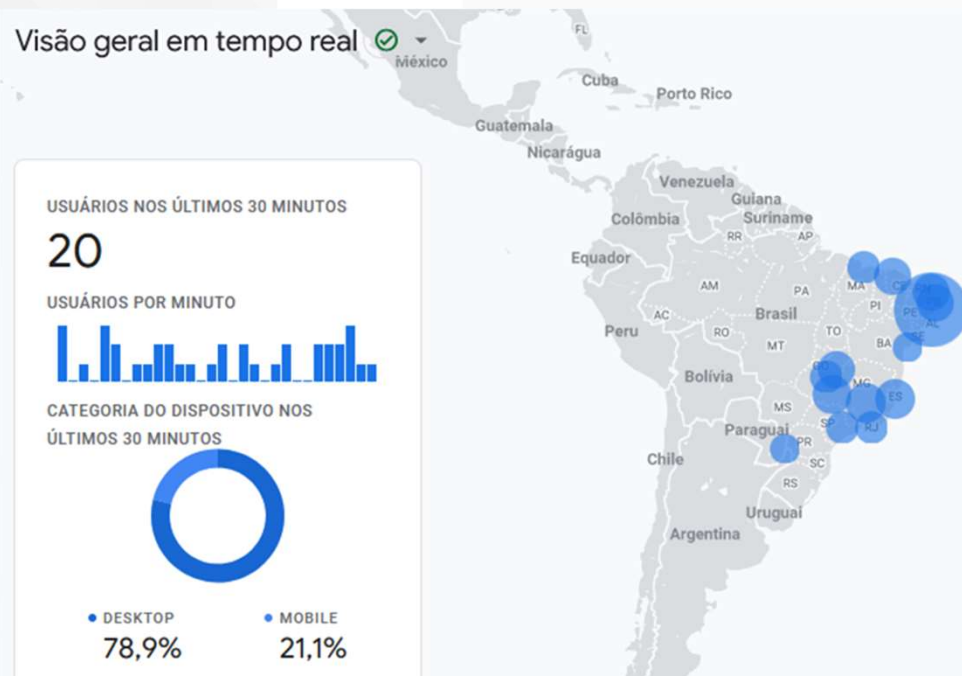 Visão geral em tempo real
USUÁRIOS NOS ÚLTIMOS 30 MINUTOS
20
USUÁRIOS POR MINUTO
CATEGORIA DO DISPOSITIVO NOS
ÚLTIMOS 30 MINUTOS
DESKTOP
78,9%
MOBILE
21,1%
FL
México
Cuba
Porto Rico
Guatemala
Nicarágua
Venezuela
Guiana
Colômbia
Suriname
RR
AP
Equador
AM
PA
MA
CE
PI
PE
AL
SE
AC
Brasil
Peru
RO
TO
BA
MT
Bolívia
MG
ES
MS
SP
RJ
Paraguai
PR
Chile
SC
RS
Uruguai
Argentina